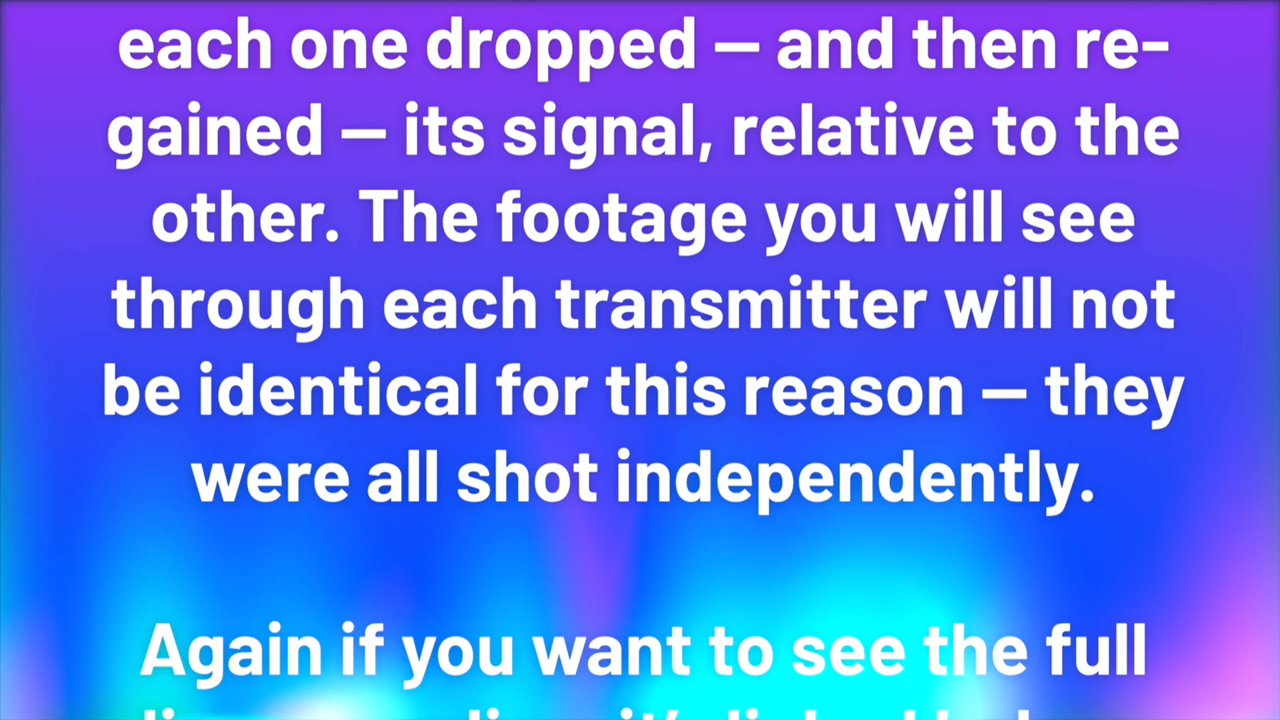 each one dropped — and then re-
gained — its signal, relative to the
other. The footage you will see
through each transmitter will not
be identical for this reason — they
were all shot independently.
Again if you want to see the full